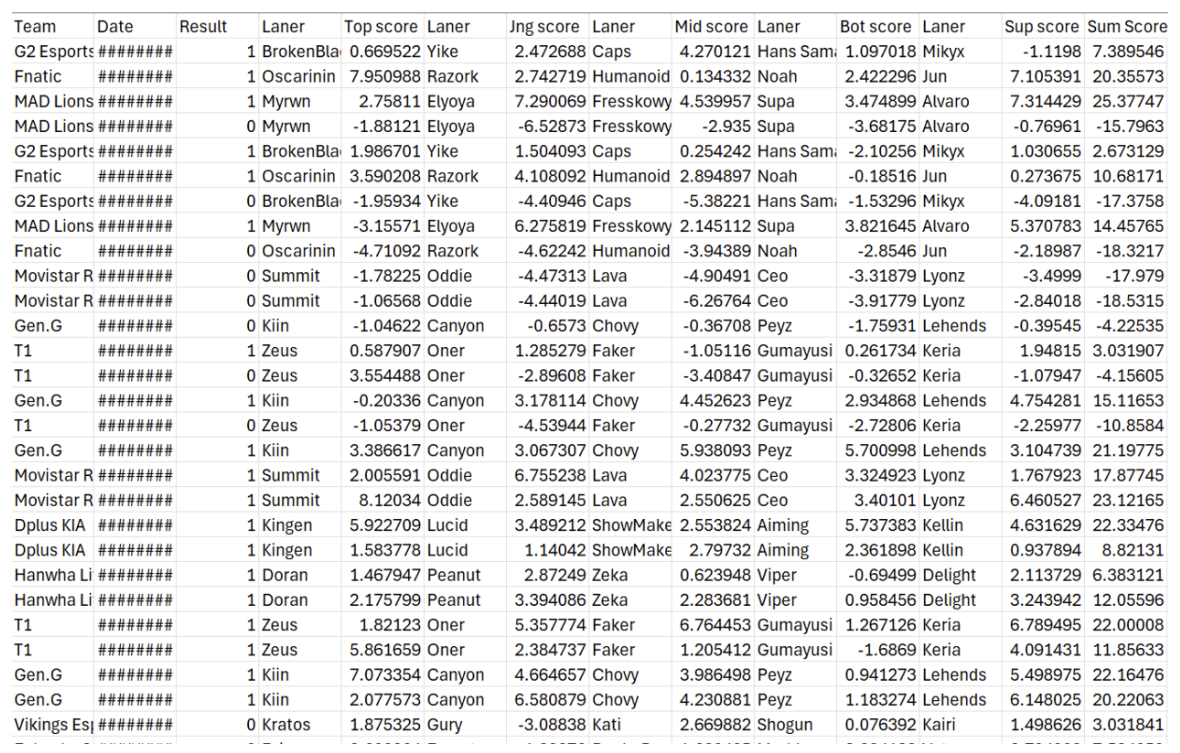 Team Date Result Laner Top score Laner Jng score Laner Mid score Laner Bot score Laner Sup score Sum Score
G2 Esports ######## 1 BrokenBla 0.669522 Yike 2.472688 Caps 4.270121 Hans Sama 1.097018 Mikyx -1.1198 7.389546
Fnatic ######## 1 Oscarinin 7.950988 Razork 2.742719 Humanoid 0.134332 Noah 2.422296 Jun 7.105391 20.35573
MAD Lions ######## 1 Myrwn 2.75811 Elyoya 7.290069 Fresskowy 4.539957 Supa 3.474899 Alvaro 7.314429 25.37747
MAD Lions ######## 0 Myrwn -1.88121 Elyoya -6.52873 Fresskowy -2.935 Supa -3.68175 Alvaro -0.76961 -15.7963
G2 Esports ######## 1 BrokenBla 1.986701 Yike 1.504093 Caps 0.254242 Hans Sama -2.10256 Mikyx 1.030655 2.673129
Fnatic ######## 1 Oscarinin 3.590208 Razork 4.108092 Humanoid 2.894897 Noah -0.18516 Jun 0.273675 10.68171
G2 Esports ######## 0 BrokenBla -1.95934 Yike -4.40946 Caps -5.38221 Hans Sama -1.53296 Mikyx -4.09181 -17.3758
MAD Lions ######## 1 Myrwn -3.15571 Elyoya 6.275819 Fresskowy 2.145112 Supa 3.821645 Alvaro 5.370783 14.45765
Fnatic ######## 0 Oscarinin -4.71092 Razork -4.62242 Humanoid -3.94389 Noah -2.8546 Jun -2.18987 -18.3217
Movistar R ######## 0 Summit -1.78225 Oddie -4.47313 Lava -4.90491 Ceo -3.31879 Lyonz -3.4999 -17.979
Movistar R ######## 0 Summit -1.06568 Oddie -4.44019 Lava -6.26764 Ceo -3.91779 Lyonz -2.84018 -18.5315
Gen.G ######## 0 Kiin -1.04622 Canyon -0.6573 Chovy -0.36708 Peyz -1.75931 Lehends -0.39545 -4.22535
T1 ######## 1 Zeus 0.587907 Oner 1.285279 Faker -1.05116 Gumayusi 0.261734 Keria 1.94815 3.031907
T1 ######## 0 Zeus 3.554488 Oner -2.89608 Faker -3.40847 Gumayusi -0.32652 Keria -1.07947 -4.15605
Gen.G ######## 1 Kiin -0.20336 Canyon 3.178114 Chovy 4.452623 Peyz 2.934868 Lehends 4.754281 15.11653
T1 ######## 0 Zeus -1.05379 Oner -4.53944 Faker -0.27732 Gumayusi -2.72806 Keria -2.25977 -10.8584
Gen.G ######## 1 Kiin 3.386617 Canyon 3.067307 Chovy 5.938093 Peyz 5.700998 Lehends 3.104739 21.19775
Movistar R ######## 1 Summit 2.005591 Oddie 6.755238 Lava 4.023775 Ceo 3.324923 Lyonz 1.767923 17.87745
Movistar R ######## 1 Summit 8.12034 Oddie 2.589145 Lava 2.550625 Ceo 3.40101 Lyonz 6.460527 23.12165
Dplus KIA ######## 1 Kingen 5.922709 Lucid 3.489212 ShowMake 2.553824 Aiming 5.737383 Kellin 4.631629 22.33476
Dplus KIA ######## 1 Kingen 1.583778 Lucid 1.14042 ShowMake 2.79732 Aiming 2.361898 Kellin 0.937894 8.82131
Hanwha Li ######## 1 Doran 1.467947 Peanut 2.87249 Zeka 0.623948 Viper -0.69499 Delight 2.113729 6.383121
Hanwha Li ######## 1 Doran 2.175799 Peanut 3.394086 Zeka 2.283681 Viper 0.958456 Delight 3.243942 12.05596
T1 ######## 1 Zeus 1.82123 Oner 5.357774 Faker 6.764453 Gumayusi 1.267126 Keria 6.789495 22.00008
T1 ######## 1 Zeus 5.861659 Oner 2.384737 Faker 1.205412 Gumayusi -1.6869 Keria 4.091431 11.85633
Gen.G ######## 1 Kiin 7.073354 Canyon 4.664657 Chovy 3.986498 Peyz 0.941273 Lehends 5.498975 22.16476
Gen.G ######## 1 Kiin 2.077573 Canyon 6.580879 Chovy 4.230881 Peyz 1.183274 Lehends 6.148025 20.22063
Vikings Esp ######## 0 Kratos 1.875325 Gury -3.08838 Kati 2.669882 Shogun 0.076392 Kairi 1.498626 3.031841